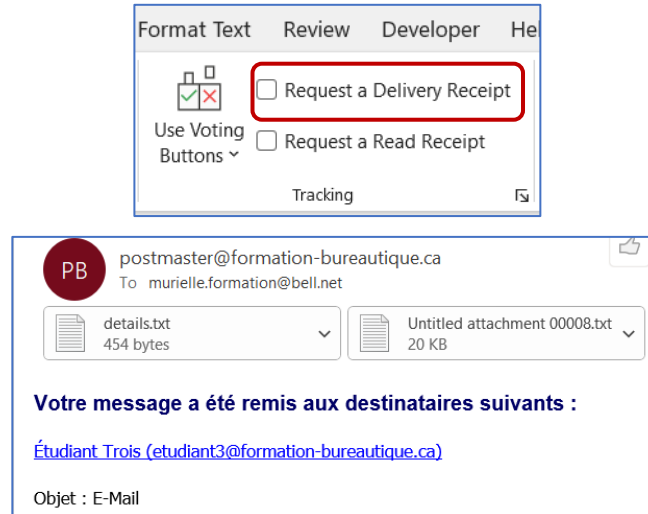 Format Text Review Developer Hel
Request a Delivery Receipt
Use Voting
Buttons
Request a Read Receipt
Tracking
PB
postmaster@formation-bureautique.ca
To murielle.formation@bell.net
details.txt
454 bytes
Untitled attachment 00008.txt
20 KB
Votre message a été remis aux destinataires suivants :
Étudiant Trois (etudiant3@formation-bureautique.ca)
Objet : E-Mail